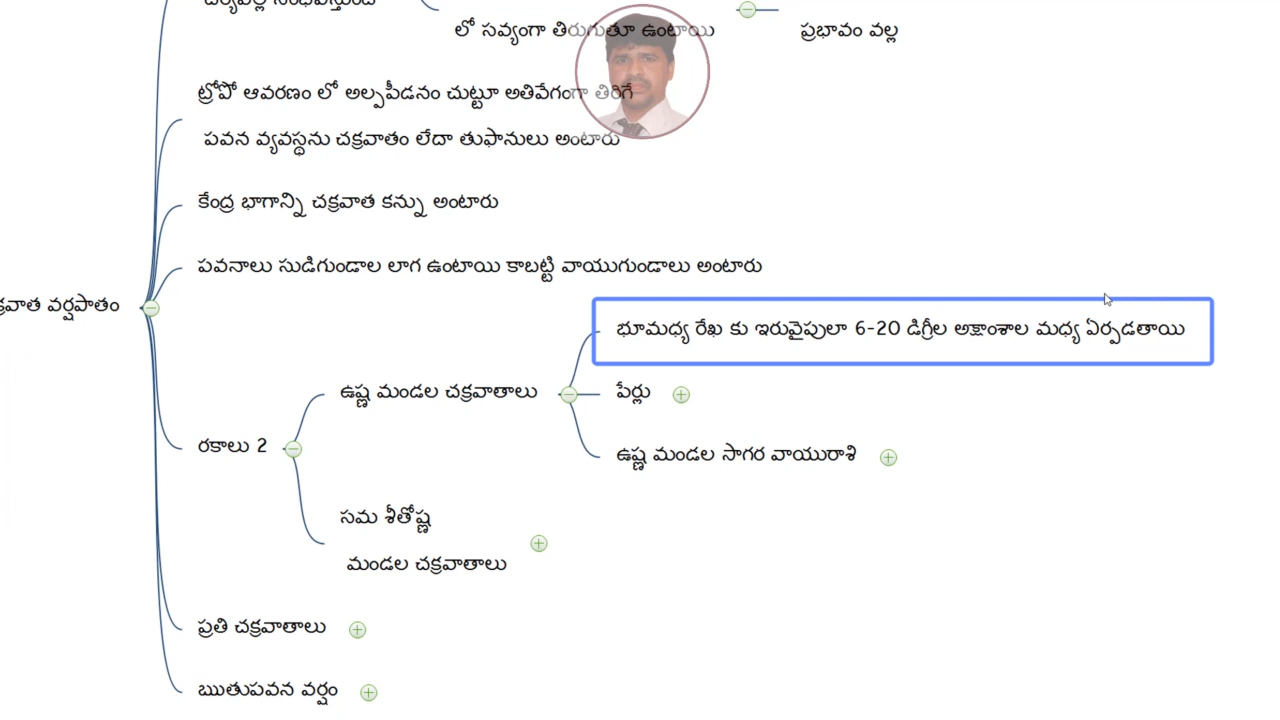 లో సవ్యంగా తిరుగుతూ ఉంటాయి
ప్రభావం వల్ల
ట్రోపో ఆవరణం లో అల్పపీడనం చుట్టూ అతివేగంగా తిరిగే
పవన వ్యవస్థను చక్రవాతం లేదా తుఫానులు అంటారు
కేంద్ర భాగాన్ని చక్రవాత కన్ను అంటారు
పవనాలు సుడిగుండాల లాగ ఉంటాయి కాబట్టి వాయుగుండాలు అంటారు
వర్షపాతం
భూమధ్య రేఖ కు ఇరువైపులా 6-20 డిగ్రీల అక్షాంశాల మధ్య ఏర్పడతాయి
ఉష్ణ మండల చక్రవాతాలు
పేర్లు
రకాలు 2
ఉష్ణ మండల సాగర వాయురాశి
సమ శీతోష్ణ
మండల చక్రవాతాలు
ప్రతి చక్రవాతాలు
ఋతుపవన వర్షం